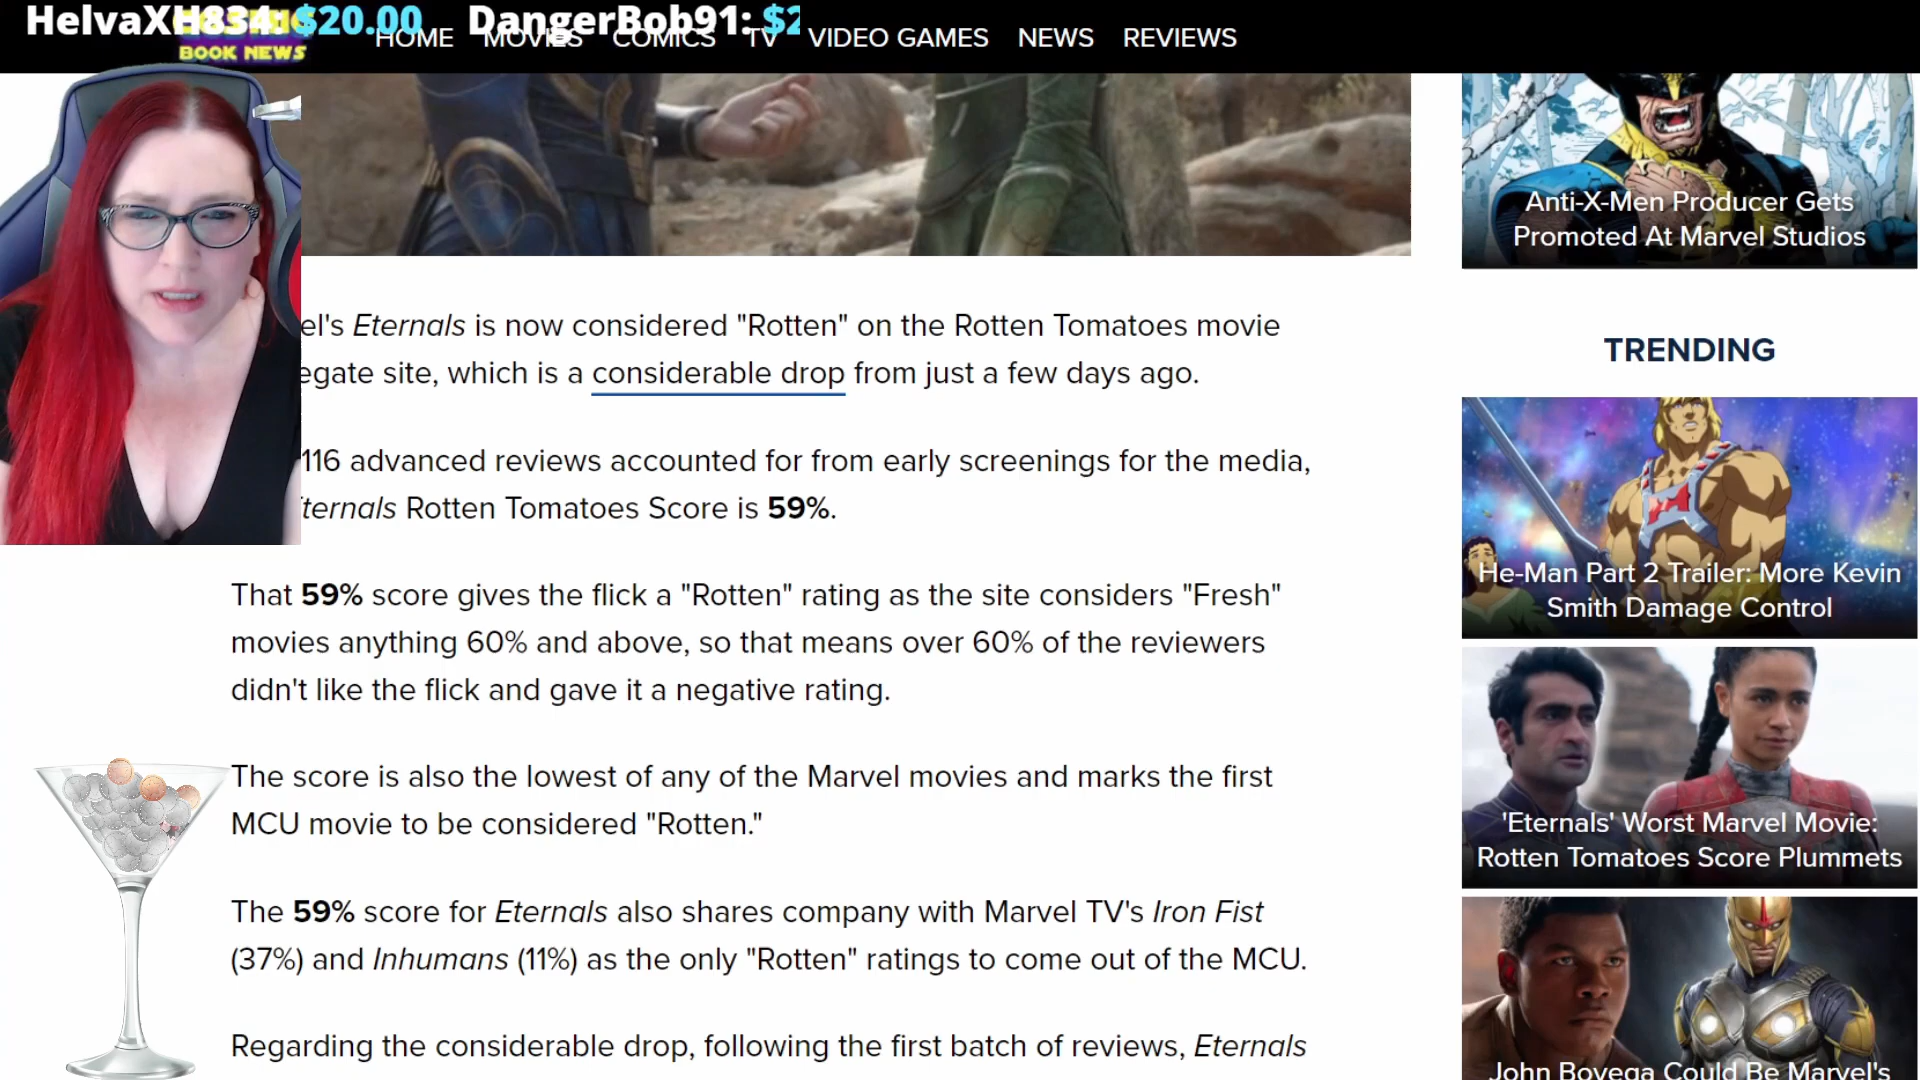 HelvaXH834: $20.00 DangerBob91: $2
BOOK NEWS
HOME MOVIES COMICS TV VIDEO GAMES NEWS REVIEWS
Anti-X-Men Producer Gets
Promoted At Marvel Studios
el's Eternals is now considered "Rotten" on the Rotten Tomatoes movie
egate site, which is a considerable drop from just a few days ago.
116 advanced reviews accounted for from early screenings for the media,
ternals Rotten Tomatoes Score is 59%.
That 59% score gives the flick a "Rotten" rating as the site considers "Fresh"
movies anything 60% and above, so that means over 60% of the reviewers
didn't like the flick and gave it a negative rating.
The score is also the lowest of any of the Marvel movies and marks the first
MCU movie to be considered "Rotten."
The 59% score for Eternals also shares company with Marvel TV's Iron Fist
(37%) and Inhumans (11%) as the only "Rotten" ratings to come out of the MCU.
Regarding the considerable drop, following the first batch of reviews, Eternals
TRENDING
He-Man Part 2 Trailer: More Kevin
Smith Damage Control
'Eternals' Worst Marvel Movie:
Rotten Tomatoes Score Plummets
John Boyega Could Be Marvel's